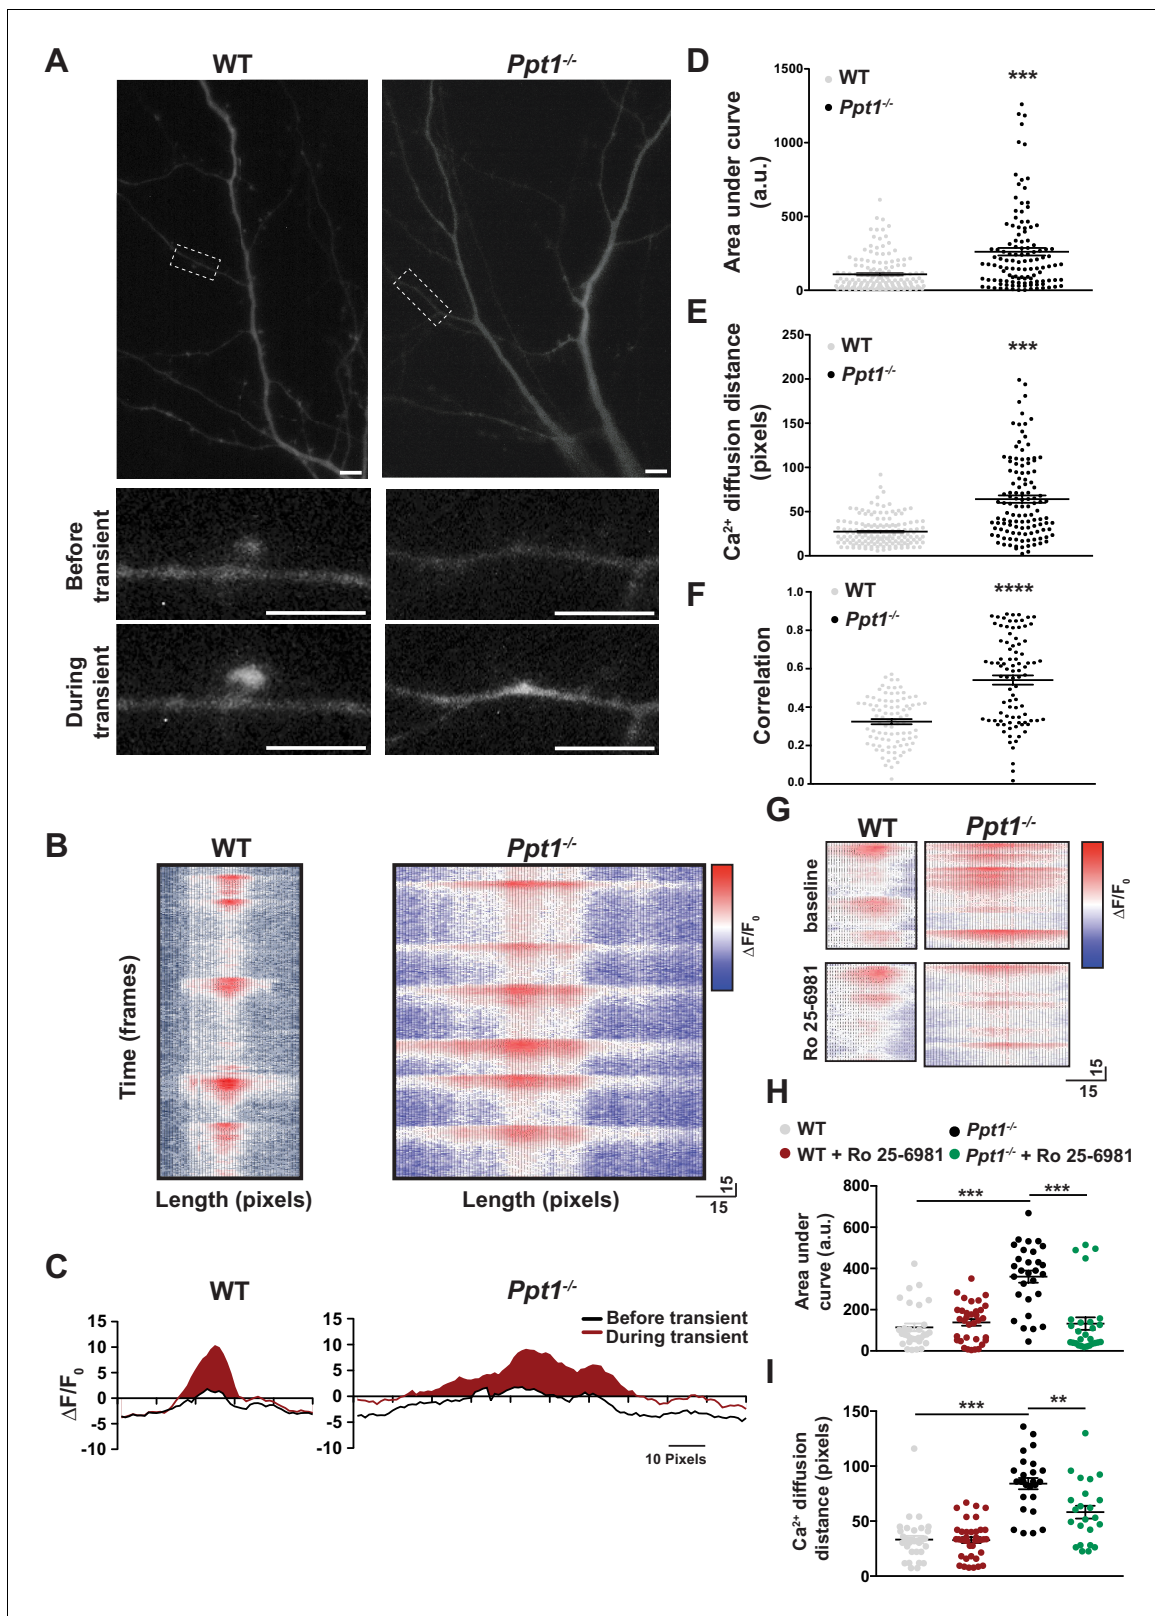 A
WT
Ppt1-/-
Before
transient
During
transient
B
WT
Ppt1-/-
Time (frames)
Length (pixels)
Length (pixels)
ΔF/F0
15
15
C
WT
Ppt1-/-
Before transient
During transient
ΔF/F0
15
10
5
0
-5
-10
15
10
5
0
-5
-10
10 Pixels
D
WT
Ppt1-/-
***
Area under curve
(a.u.)
1500
1000
500
0
E
WT
Ppt1-/-
***
Ca2+ diffusion distance
(pixels)
250
200
150
100
50
0
F
WT
Ppt1-/-
****
Correlation
1.0
0.8
0.6
0.4
0.2
0.0
G
WT
Ppt1-/-
baseline
Ro 25-6981
ΔF/F0
15
15
H
WT
Ppt1-/-
WT + Ro 25-6981
Ppt1-/- + Ro 25-6981
***
***
Area under
curve (a.u.)
800
600
400
200
0
I
***
**
Ca2+ diffusion
distance (pixels)
150
100
50
0